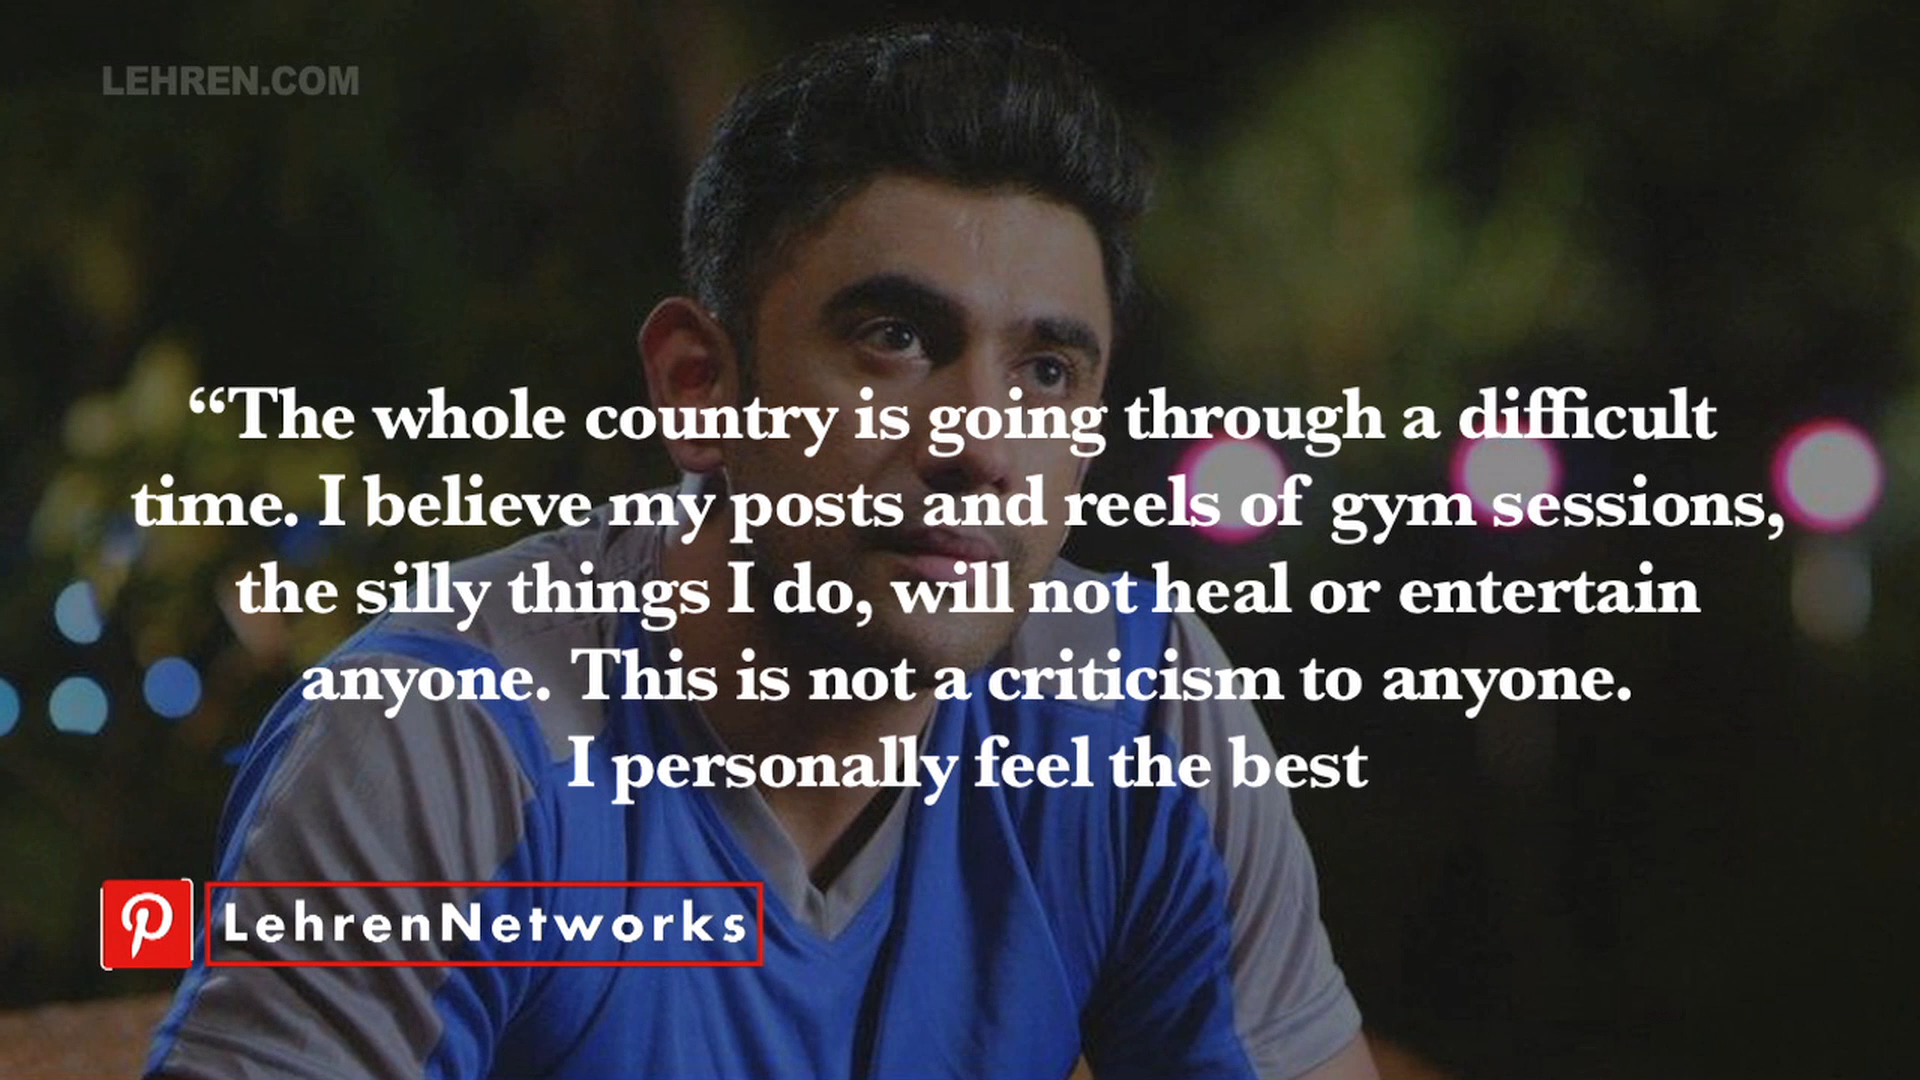 LEHREN.COM
“The whole country is going through a difficult
time. I believe my posts and reels of gym sessions,
the silly things I do, will not heal or entertain
anyone. This is not a criticism to anyone.
I personally feel the best
LehrenNetworks